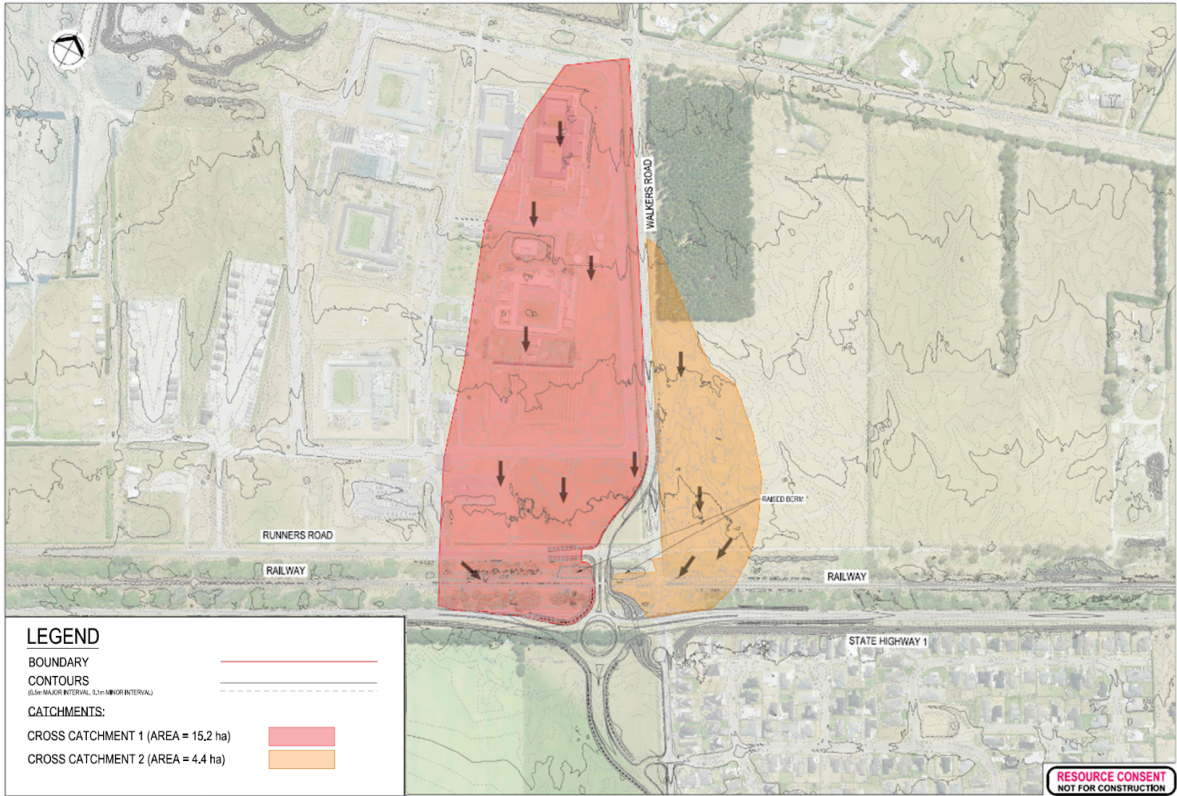 WALKERS ROAD
RAISED BERM
RUNNERS ROAD
RAILWAY
RAILWAY
STATE HIGHWAY 1
LEGEND
BOUNDARY
CONTOURS
(0.5m MAJOR INTERVAL, 0.1m MINOR INTERVAL)
CATCHMENTS:
CROSS CATCHMENT 1 (AREA = 15.2 ha)
CROSS CATCHMENT 2 (AREA = 4.4 ha)
RESOURCE CONSENT
NOT FOR CONSTRUCTION